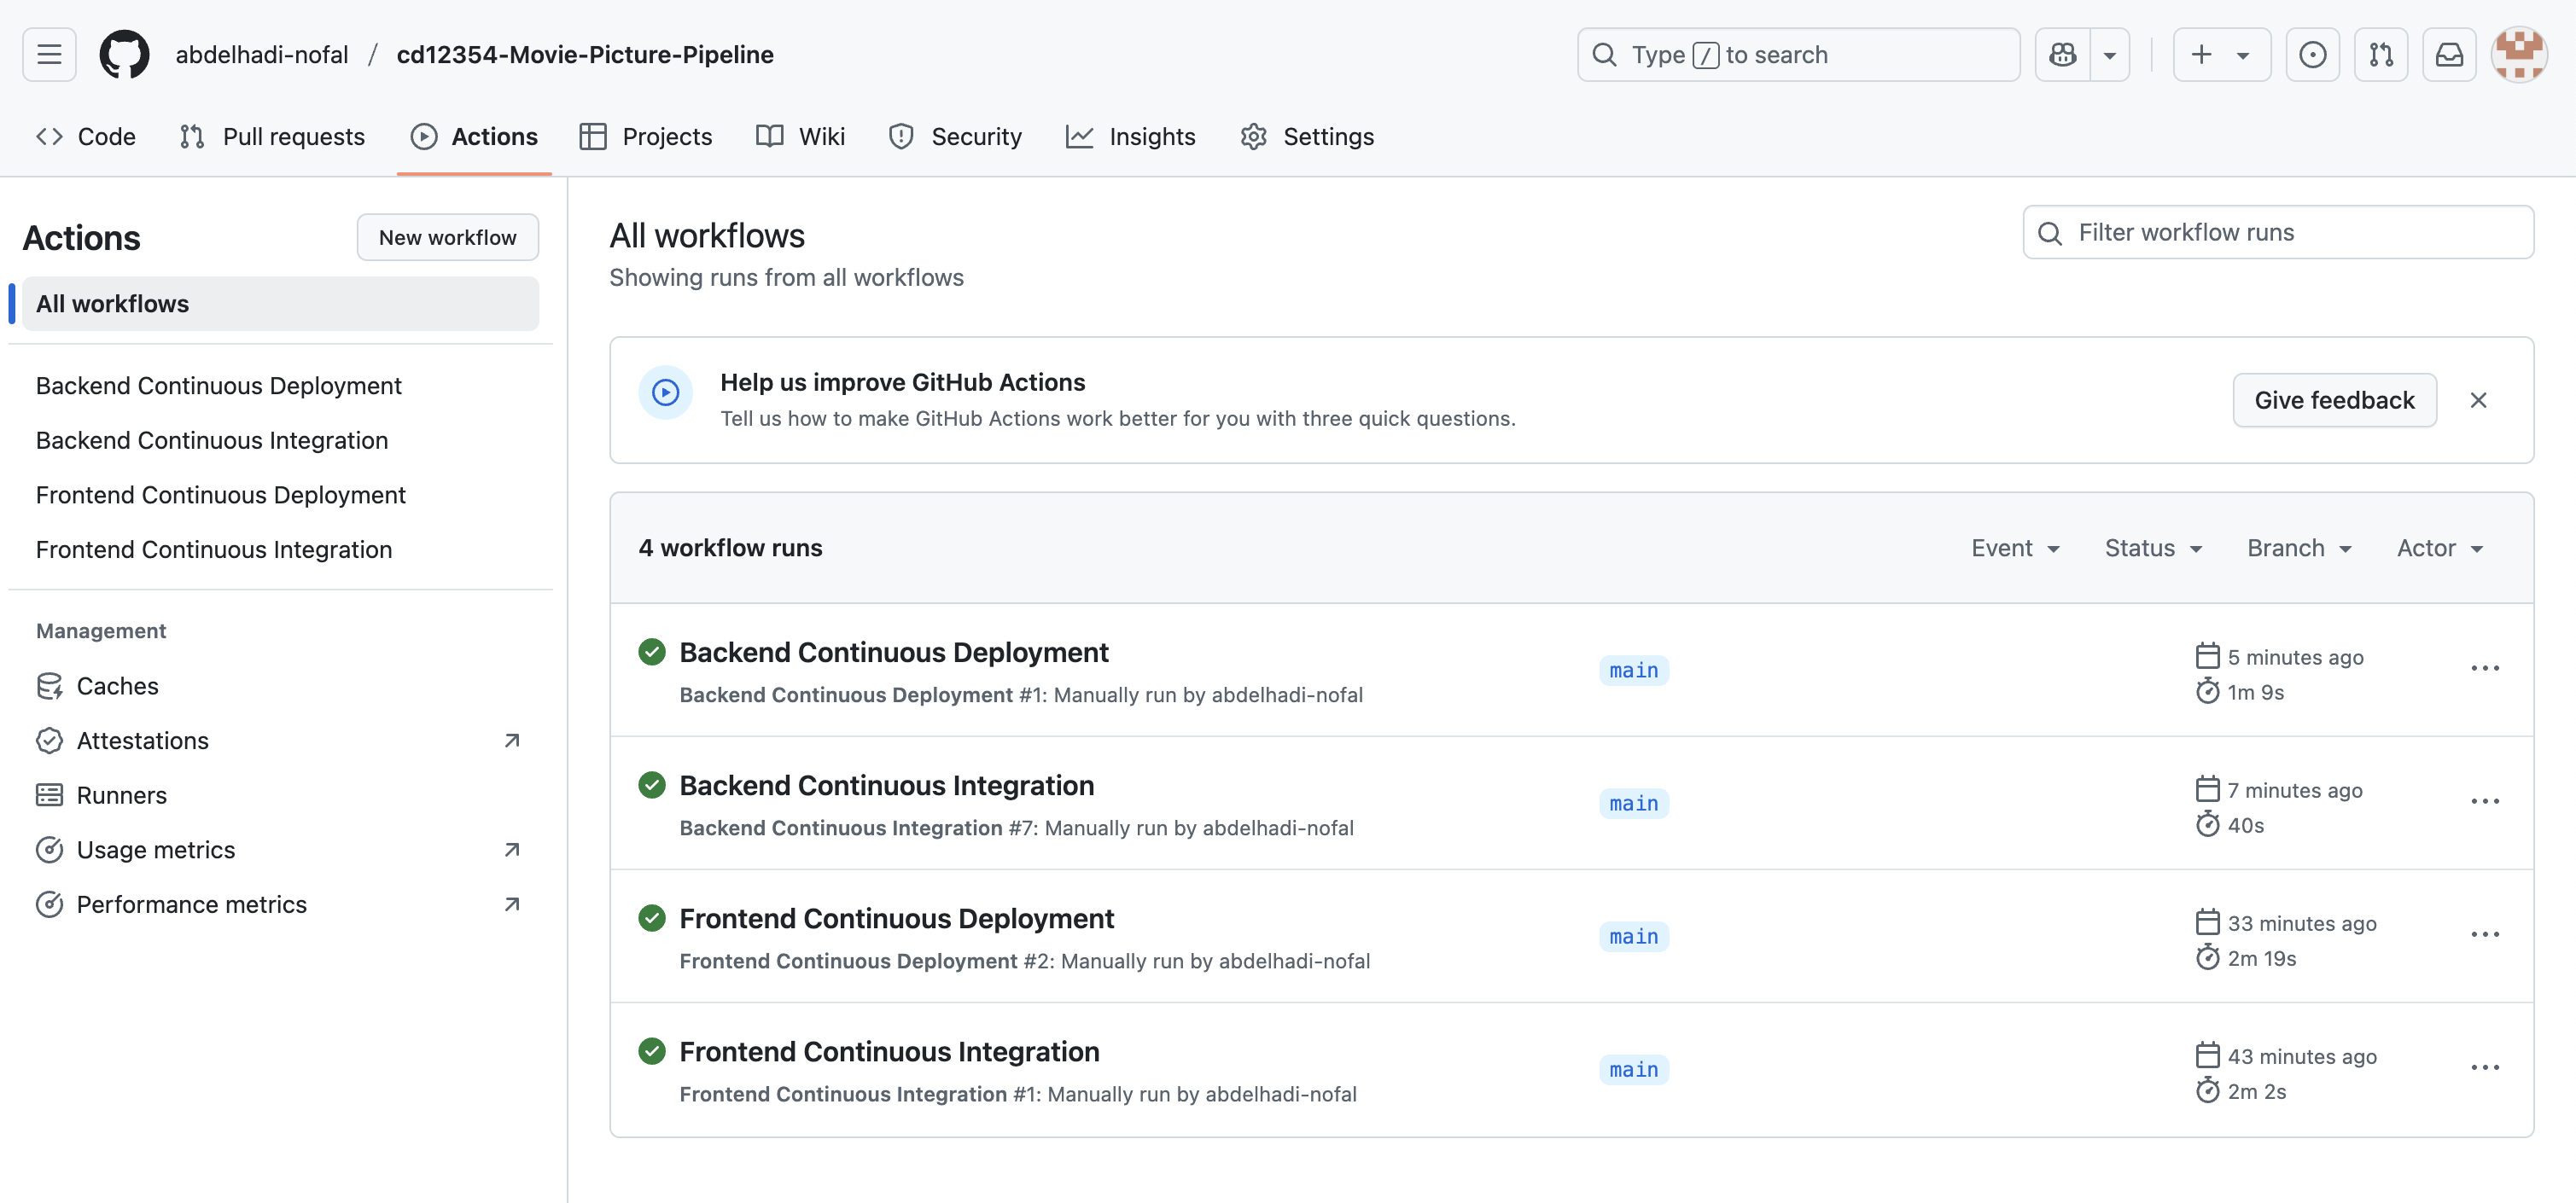 abdelhadi-nofal / cd12354-Movie-Picture-Pipeline
Type / to search
Code
Pull requests
Actions
Projects
Wiki
Security
Insights
Settings
Actions
New workflow
All workflows
Backend Continuous Deployment
Backend Continuous Integration
Frontend Continuous Deployment
Frontend Continuous Integration
Management
Caches
Attestations
Runners
Usage metrics
Performance metrics
All workflows
Showing runs from all workflows
Filter workflow runs
Help us improve GitHub Actions
Tell us how to make GitHub Actions work better for you with three quick questions.
Give feedback
4 workflow runs
Event
Status
Branch
Actor
Backend Continuous Deployment
Backend Continuous Deployment #1: Manually run by abdelhadi-nofal
main
5 minutes ago
1m 9s
Backend Continuous Integration
Backend Continuous Integration #7: Manually run by abdelhadi-nofal
main
7 minutes ago
40s
Frontend Continuous Deployment
Frontend Continuous Deployment #2: Manually run by abdelhadi-nofal
main
33 minutes ago
2m 19s
Frontend Continuous Integration
Frontend Continuous Integration #1: Manually run by abdelhadi-nofal
main
43 minutes ago
2m 2s